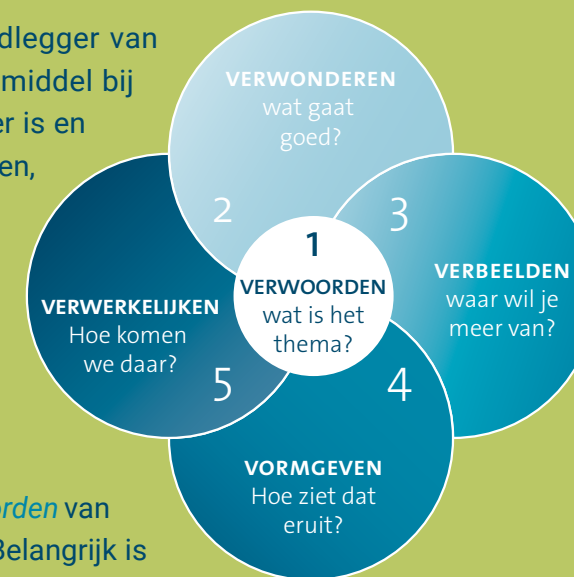 dlegger van
middel bij
er is en
en,
VERWONDEREN
wat gaat
goed?
2
3
1
VERWOORDEN
wat is het
thema?
VERBEELDEN
waar wil je
meer van?
VERWERKELIJKEN
Hoe komen
we daar?
5
4
VORMGEVEN
Hoe ziet dat
eruit?
orden van
Belangrijk is